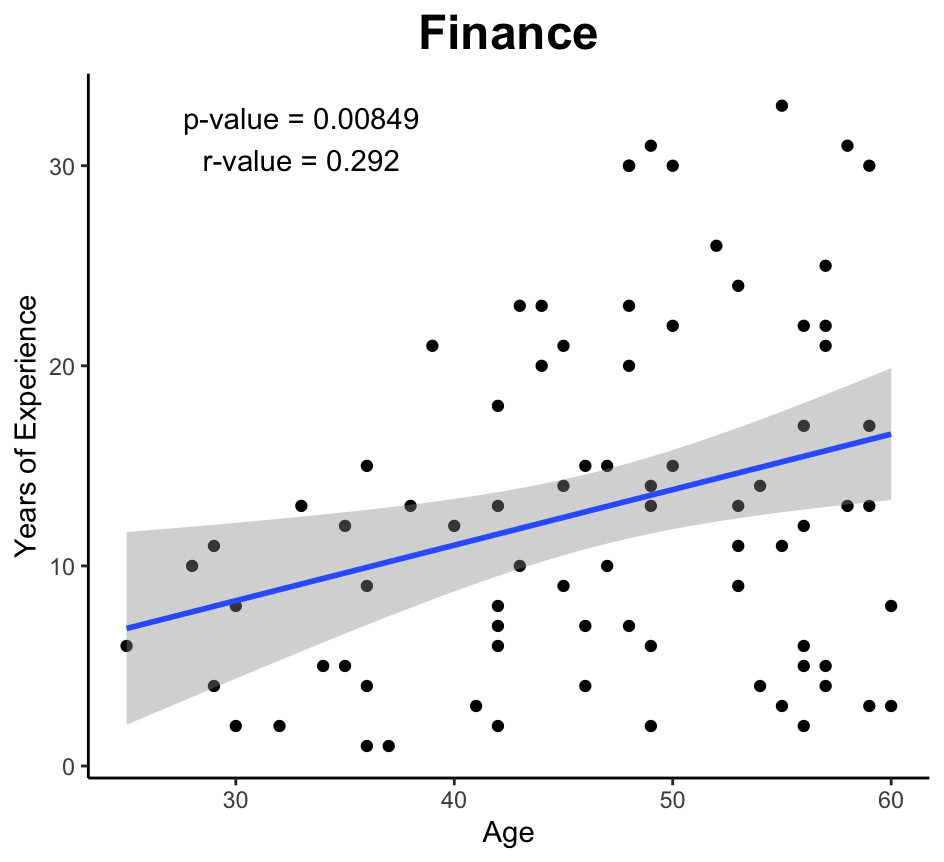 Finance
p-value = 0.00849
r-value = 0.292
Years of Experience
30
20
10
0
30 40 50 60
Age